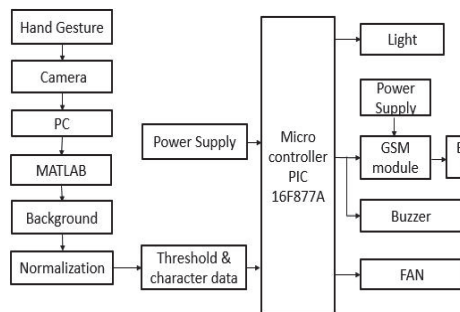 Hand Gesture
Camera
PC
MATLAB
Background
Normalization
Power Supply
Threshold &
character data
Micro
controller
PIC
16F877A
Light
Power
Supply
GSM
module
Buzzer
FAN